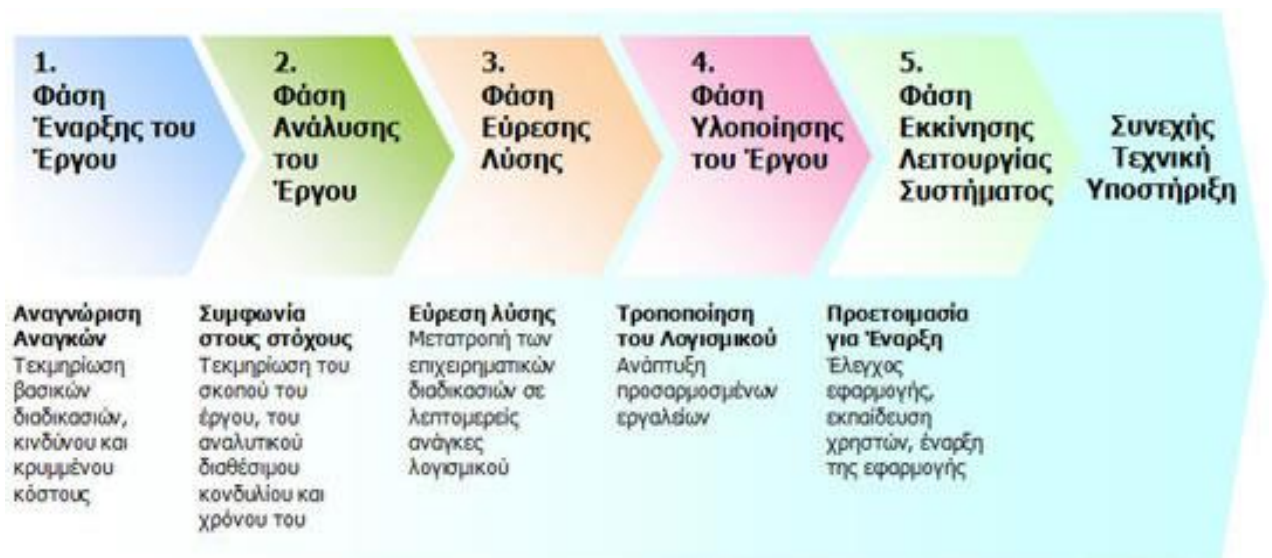 1.
Φάση
Έναρξης του
Έργου
2.
Φάση
Ανάλυσης
του
Έργου
3.
Φάση
Εύρεσης
Λύσης
4.
Φάση
Υλοποίησης
του Έργου
5.
Φάση
Εκκίνησης
Λειτουργίας
Συστήματος
Συνεχής
Τεχνική
Υποστήριξη
Αναγνώριση
Αναγκών
Τεκμηρίωση
βασικών
διαδικασιών,
κινδύνου και
κρυμμένου
κόστους
Συμφωνία
στους στόχους
Τεκμηρίωση του
σκοπού του
έργου, του
αναλυτικού
διαθέσιμου
κονδυλίου και
χρόνου του
Εύρεση λύσης
Μετατροπή των
επιχειρηματικών
διαδικασιών σε
λεπτομερείς
ανάγκες
λογισμικού
Τροποποίηση
του Λογισμικού
Ανάπτυξη
προσαρμοσμένων
εργαλείων
Προετοιμασία
για Έναρξη
Έλεγχος
εφαρμογής,
εκπαίδευση
χρηστών, έναρξη
της εφαρμογής